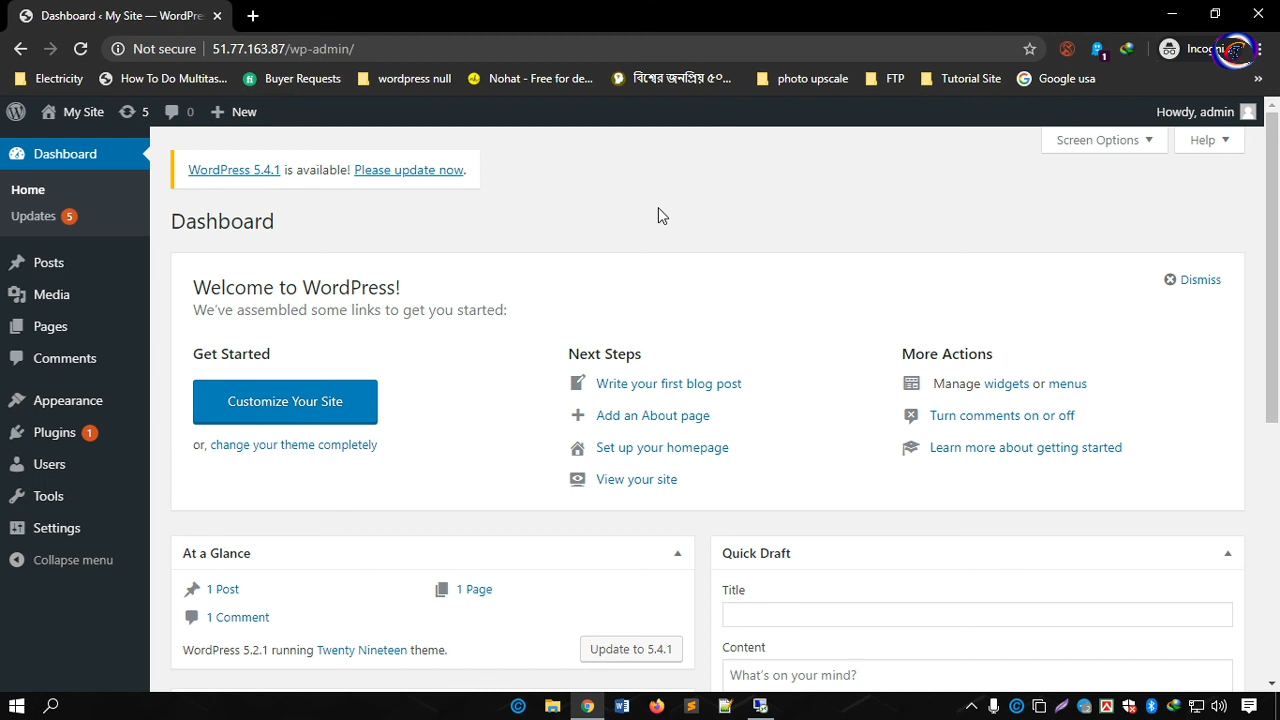 Dashboard ‹ My Site — WordPre
Not secure 51.77.163.87/wp-admin/
1
Electricity
How To Do Multitas...
Buyer Requests
wordpress null
Nohat - Free for de...
বিশ্বের জনপ্রিয় ৫০...
photo upscale
FTP
Tutorial Site
Google usa
»
My Site
5
0
New
Howdy, admin
Dashboard
Home
Updates 5
Posts
Media
Pages
Comments
Appearance
Plugins 1
Users
Tools
Settings
Collapse menu
Screen Options
Help
WordPress 5.4.1 is available! Please update now.
Dashboard
Welcome to WordPress!
We've assembled some links to get you started:
Dismiss
Get Started
Customize Your Site
or, change your theme completely
Next Steps
Write your first blog post
Add an About page
Set up your homepage
View your site
More Actions
Manage widgets or menus
Turn comments on or off
Learn more about getting started
At a Glance
1 Post
1 Page
1 Comment
WordPress 5.2.1 running Twenty Nineteen theme.
Update to 5.4.1
Quick Draft
Title
Content
What's on your mind?